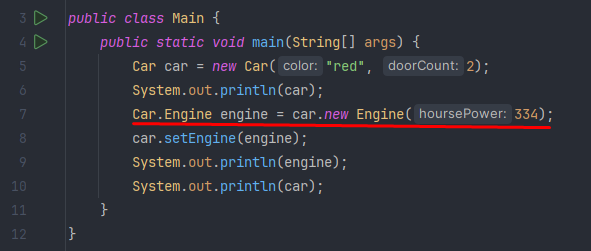 3 public class Main {
4 public static void main(String[] args) {
5 Car car = new Car( color: "red", doorCount: 2);
6 System.out.println(car);
7 Car.Engine engine = car.new Engine( hoursePower: 334);
8 car.setEngine(engine);
9 System.out.println(engine);
10 System.out.println(car);
11 }
12 }